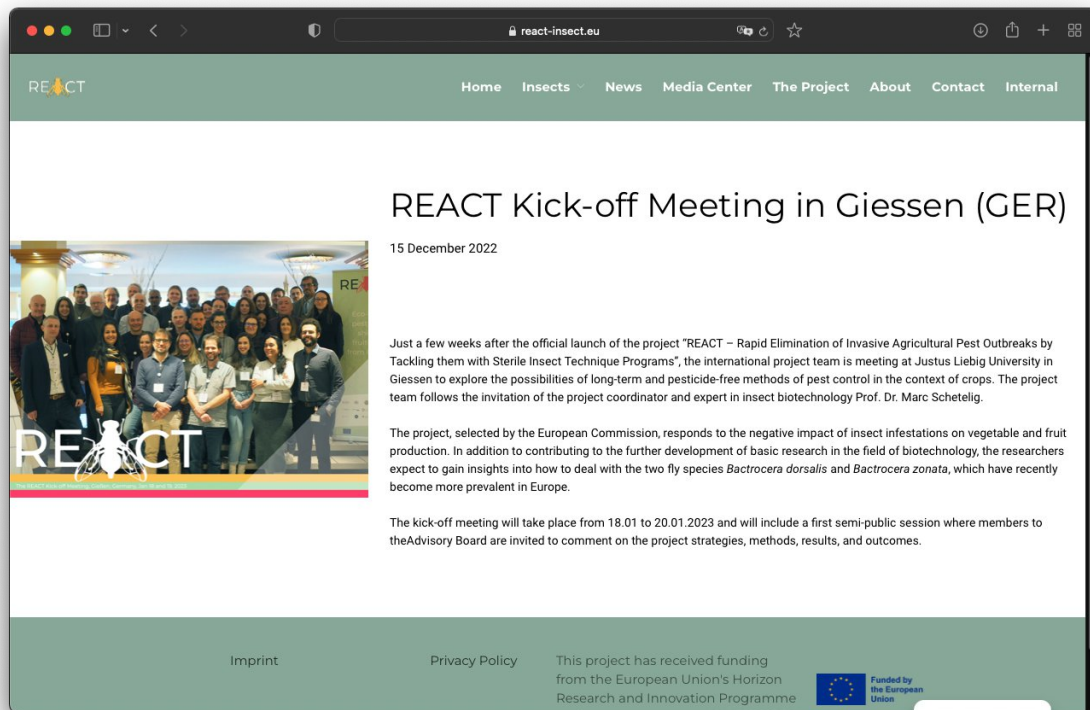 react-insect.eu
REACT
Home Insects News Media Center The Project About Contact Internal
REACT Kick-off Meeting in Giessen (GER)
15 December 2022
Just a few weeks after the official launch of the project “REACT – Rapid Elimination of Invasive Agricultural Pest Outbreaks by
Tackling them with Sterile Insect Technique Programs”, the international project team is meeting at Justus Liebig University in
Giessen to explore the possibilities of long-term and pesticide-free methods of pest control in the context of crops. The project
team follows the invitation of the project coordinator and expert in insect biotechnology Prof. Dr. Marc Schetelig.
The project, selected by the European Commission, responds to the negative impact of insect infestations on vegetable and fruit
production. In addition to contributing to the further development of basic research in the field of biotechnology, the researchers
expect to gain insights into how to deal with the two fly species Bactrocera dorsalis and Bactrocera zonata, which have recently
become more prevalent in Europe.
The kick-off meeting will take place from 18.01 to 20.01.2023 and will include a first semi-public session where members to
theAdvisory Board are invited to comment on the project strategies, methods, results, and outcomes.
RE
REACT
Imprint
Privacy Policy
This project has received funding
from the European Union's Horizon
Research and Innovation Programme
Funded by
the European
Union